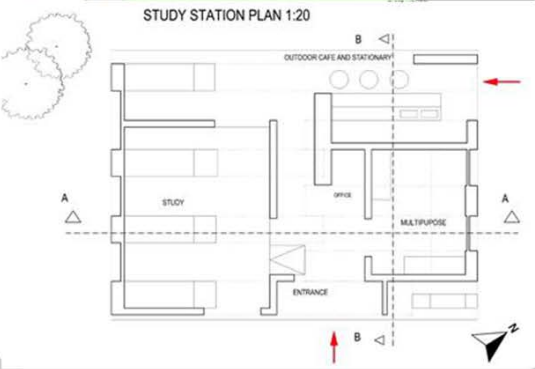 STUDY STATION PLAN 1:20
B
OUTDOOR CAFE AND STATIONARY
A
OFFICE
A
STUDY
MULTIPUPOSE
ENTRANCE
B
N